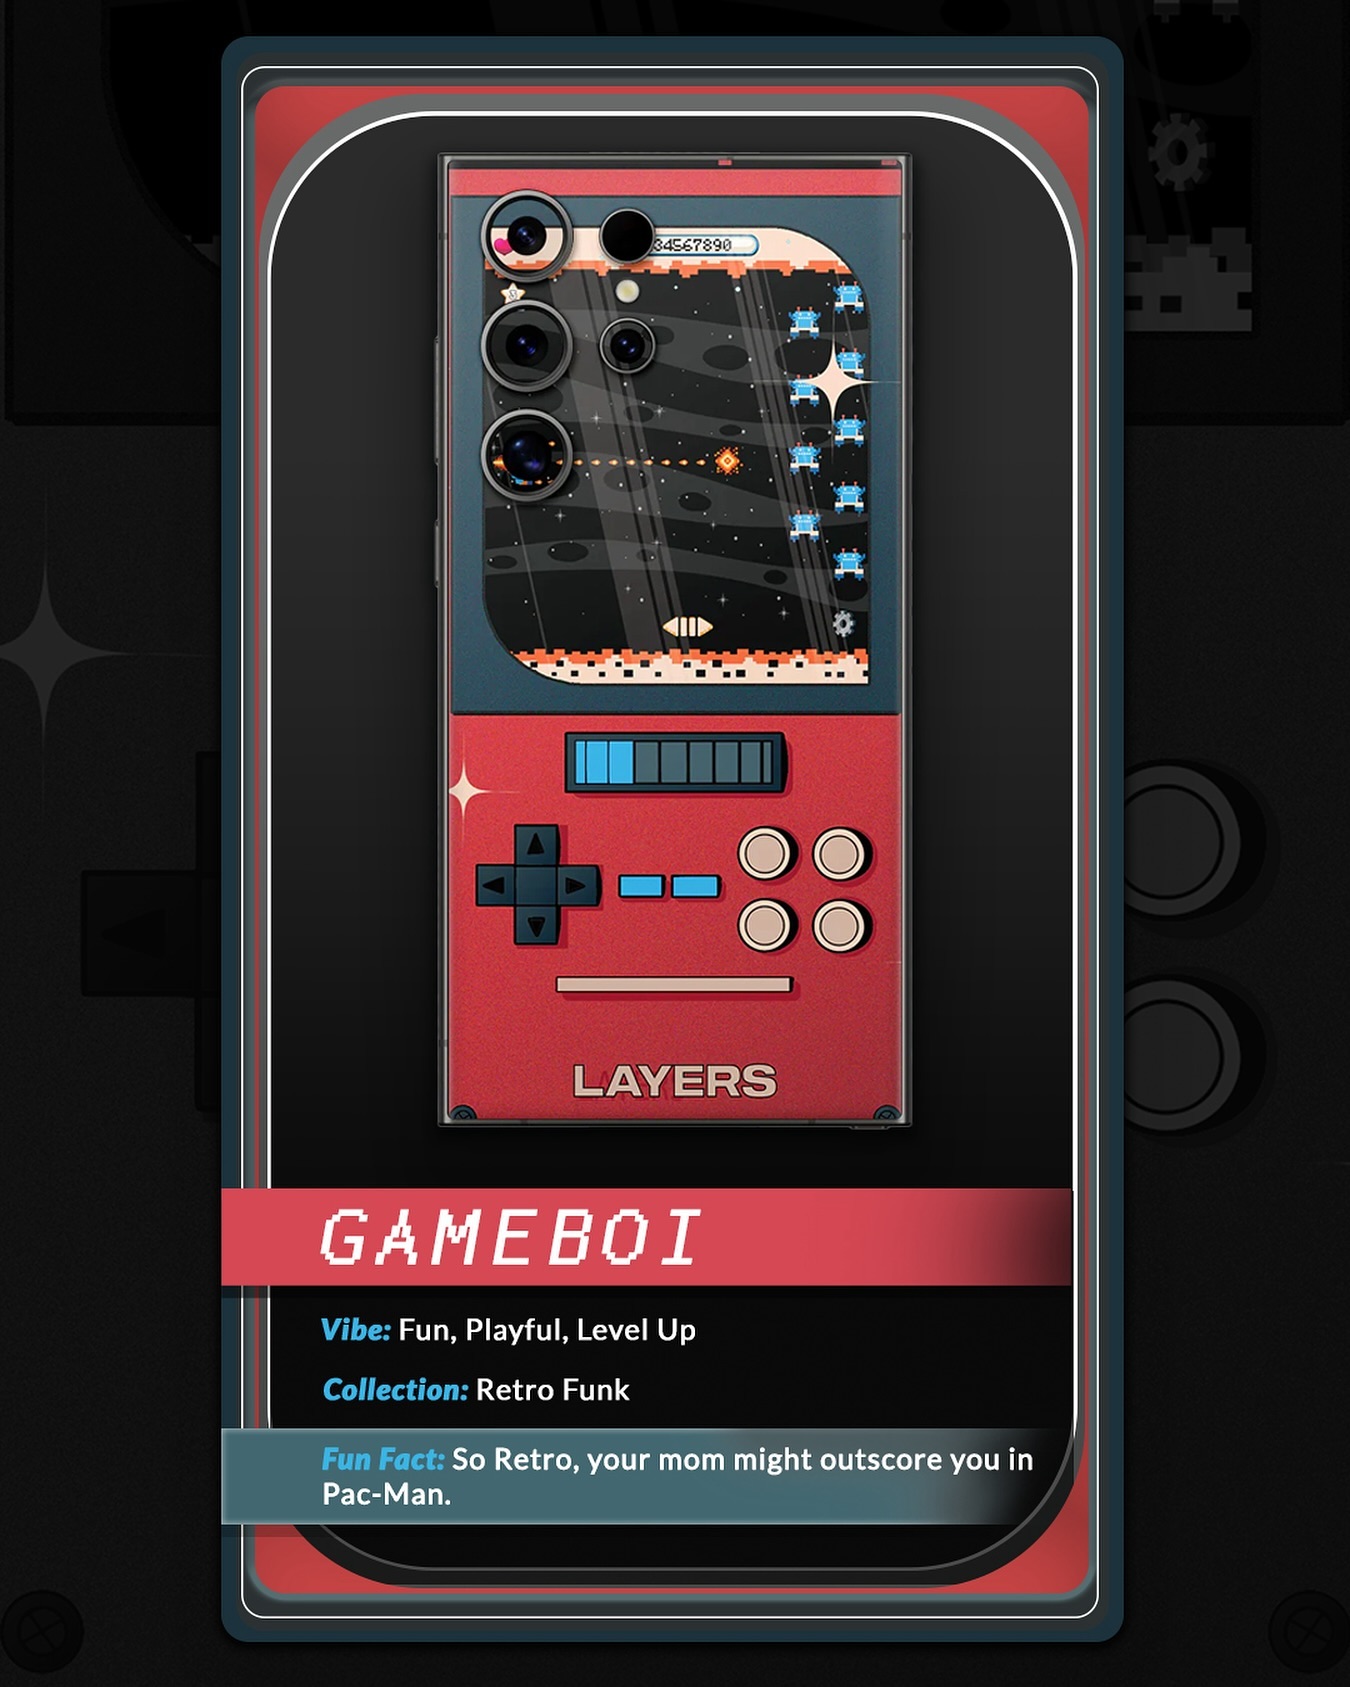 34567890
LAYERS
GAMEBOI
Vibe: Fun, Playful, Level Up
Collection: Retro Funk
Fun Fact: So Retro, your mom might outscore you in
Pac-Man.